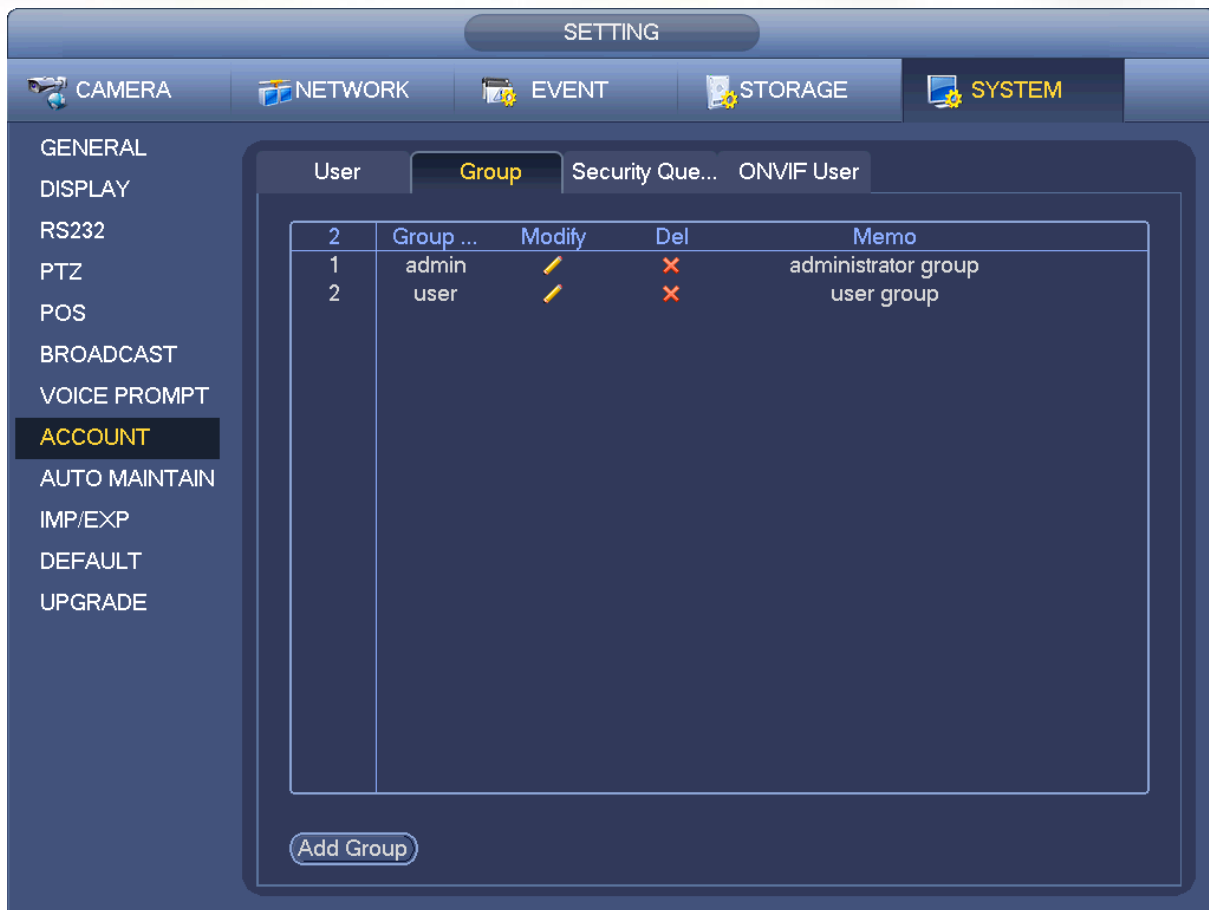 SETTING
CAMERA NETWORK EVENT STORAGE SYSTEM
GENERAL
DISPLAY
RS232
PTZ
POS
BROADCAST
VOICE PROMPT
ACCOUNT
AUTO MAINTAIN
IMP/EXP
DEFAULT
UPGRADE
User Group Security Que... ONVIF User
2 Group ... Modify Del Memo
1 admin administrator group
2 user user group
Add Group